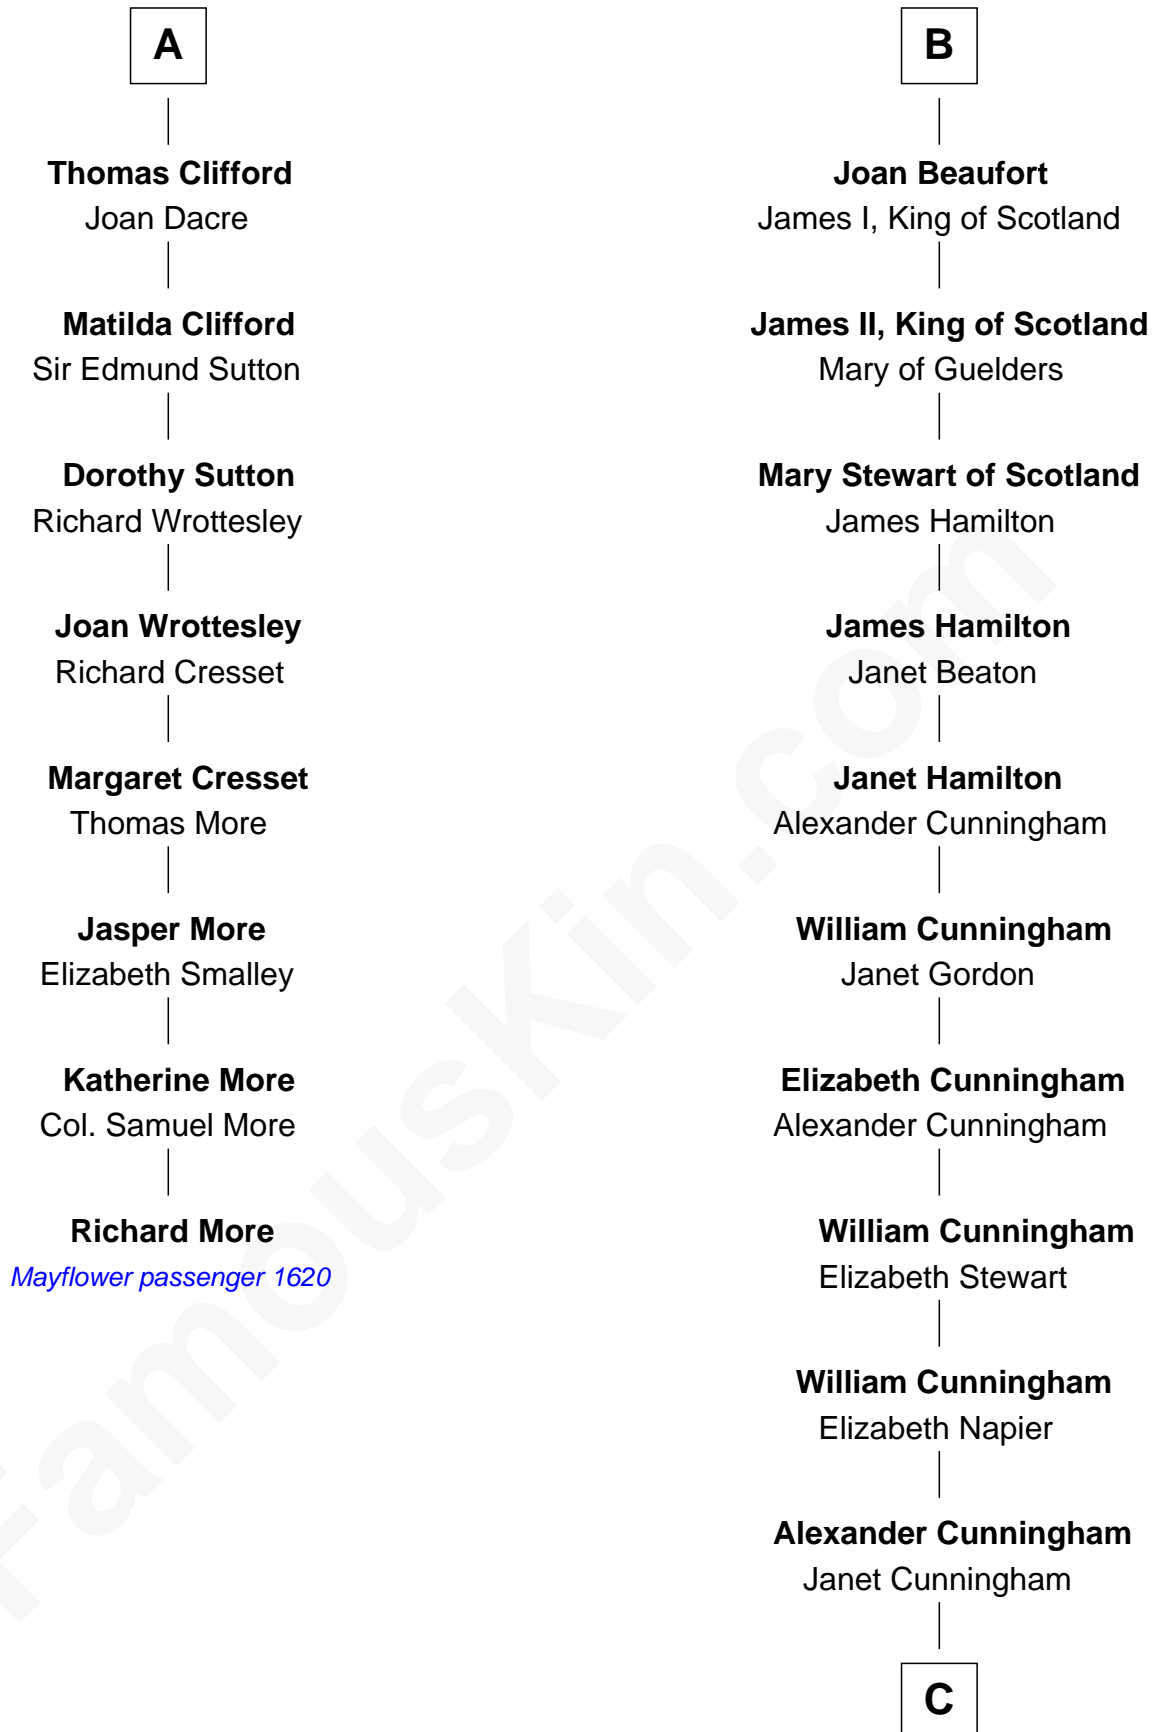 A
Thomas Clifford
Joan Dacre
Matilda Clifford
Sir Edmund Sutton
Dorothy Sutton
Richard Wrottesley
Joan Wrottesley
Richard Cresset
Margaret Cresset
Thomas More
Jasper More
Elizabeth Smalley
Katherine More
Col. Samuel More
Richard More
Mayflower passenger 1620
B
Joan Beaufort
James I, King of Scotland
James II, King of Scotland
Mary of Guelders
Mary Stewart of Scotland
James Hamilton
James Hamilton
Janet Beaton
Janet Hamilton
Alexander Cunningham
William Cunningham
Janet Gordon
Elizabeth Cunningham
Alexander Cunningham
William Cunningham
Elizabeth Stewart
William Cunningham
Elizabeth Napier
Alexander Cunningham
Janet Cunningham
C
FamousKin.com